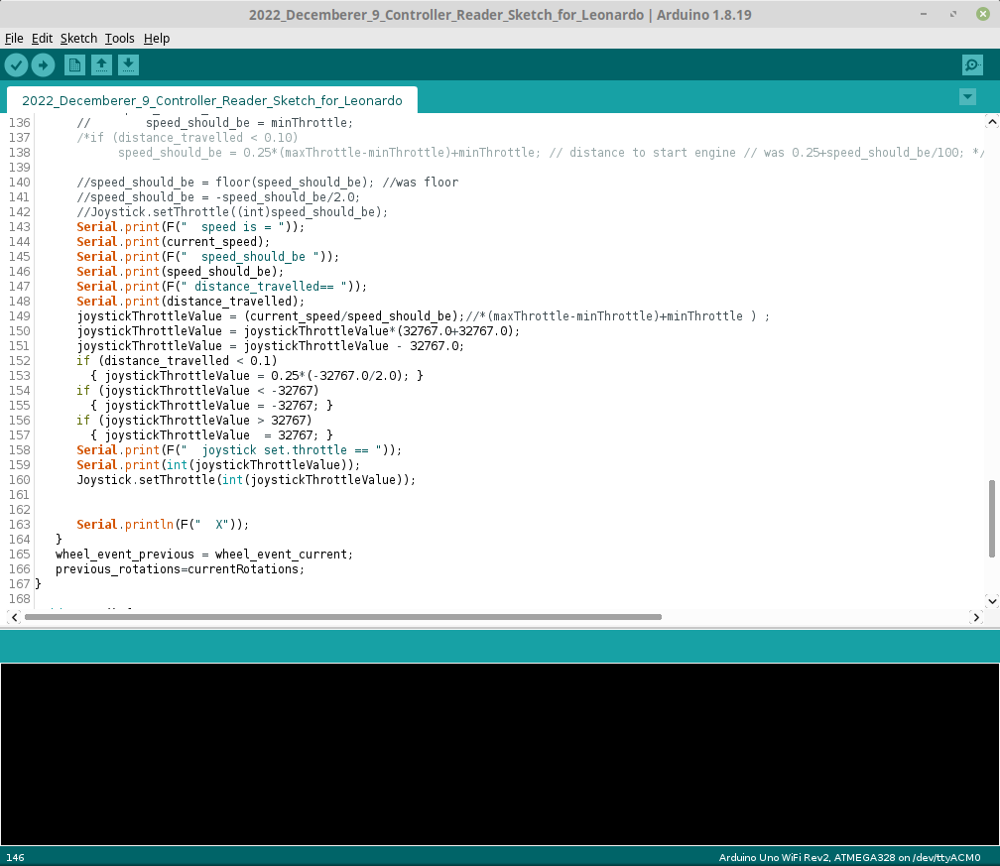 2022_Decemberer_9_Controller_Reader_Sketch_for_Leonardo | Arduino 1.8.19
File Edit Sketch Tools Help
2022_Decemberer_9_Controller_Reader_Sketch_for_Leonardo
136 // speed_should_be = minThrottle;
137 /*if (distance_travelled < 0.10)
138 speed_should_be = 0.25*(maxThrottle-minThrottle)+minThrottle; // distance to start engine // was 0.25+speed_should_be/100; */
139
140 //speed_should_be = floor(speed_should_be); //was floor
141 //speed_should_be = -speed_should_be/2.0;
142 //Joystick.setThrottle((int)speed_should_be);
143 Serial.print(F("  speed is = "));
144 Serial.print(current_speed);
145 Serial.print(F("  speed_should_be "));
146 Serial.print(speed_should_be);
147 Serial.print(F(" distance_travelled== "));
148 Serial.print(distance_travelled);
149 joystickThrottleValue = (current_speed/speed_should_be);//*(maxThrottle-minThrottle)+minThrottle ) ;
150 joystickThrottleValue = joystickThrottleValue*(32767.0+32767.0);
151 joystickThrottleValue = joystickThrottleValue - 32767.0;
152 if (distance_travelled < 0.1)
153 { joystickThrottleValue = 0.25*(-32767.0/2.0); }
154 if (joystickThrottleValue < -32767)
155 { joystickThrottleValue = -32767; }
156 if (joystickThrottleValue > 32767)
157 { joystickThrottleValue  = 32767; }
158 Serial.print(F("  joystick set.throttle == "));
159 Serial.print(int(joystickThrottleValue));
160 Joystick.setThrottle(int(joystickThrottleValue));
161
162
163 Serial.println(F("  X"));
164 }
165 wheel_event_previous = wheel_event_current;
166 previous_rotations=currentRotations;
167 }
168
146 Arduino Uno WiFi Rev2, ATMEGA328 on /dev/ttyACM0